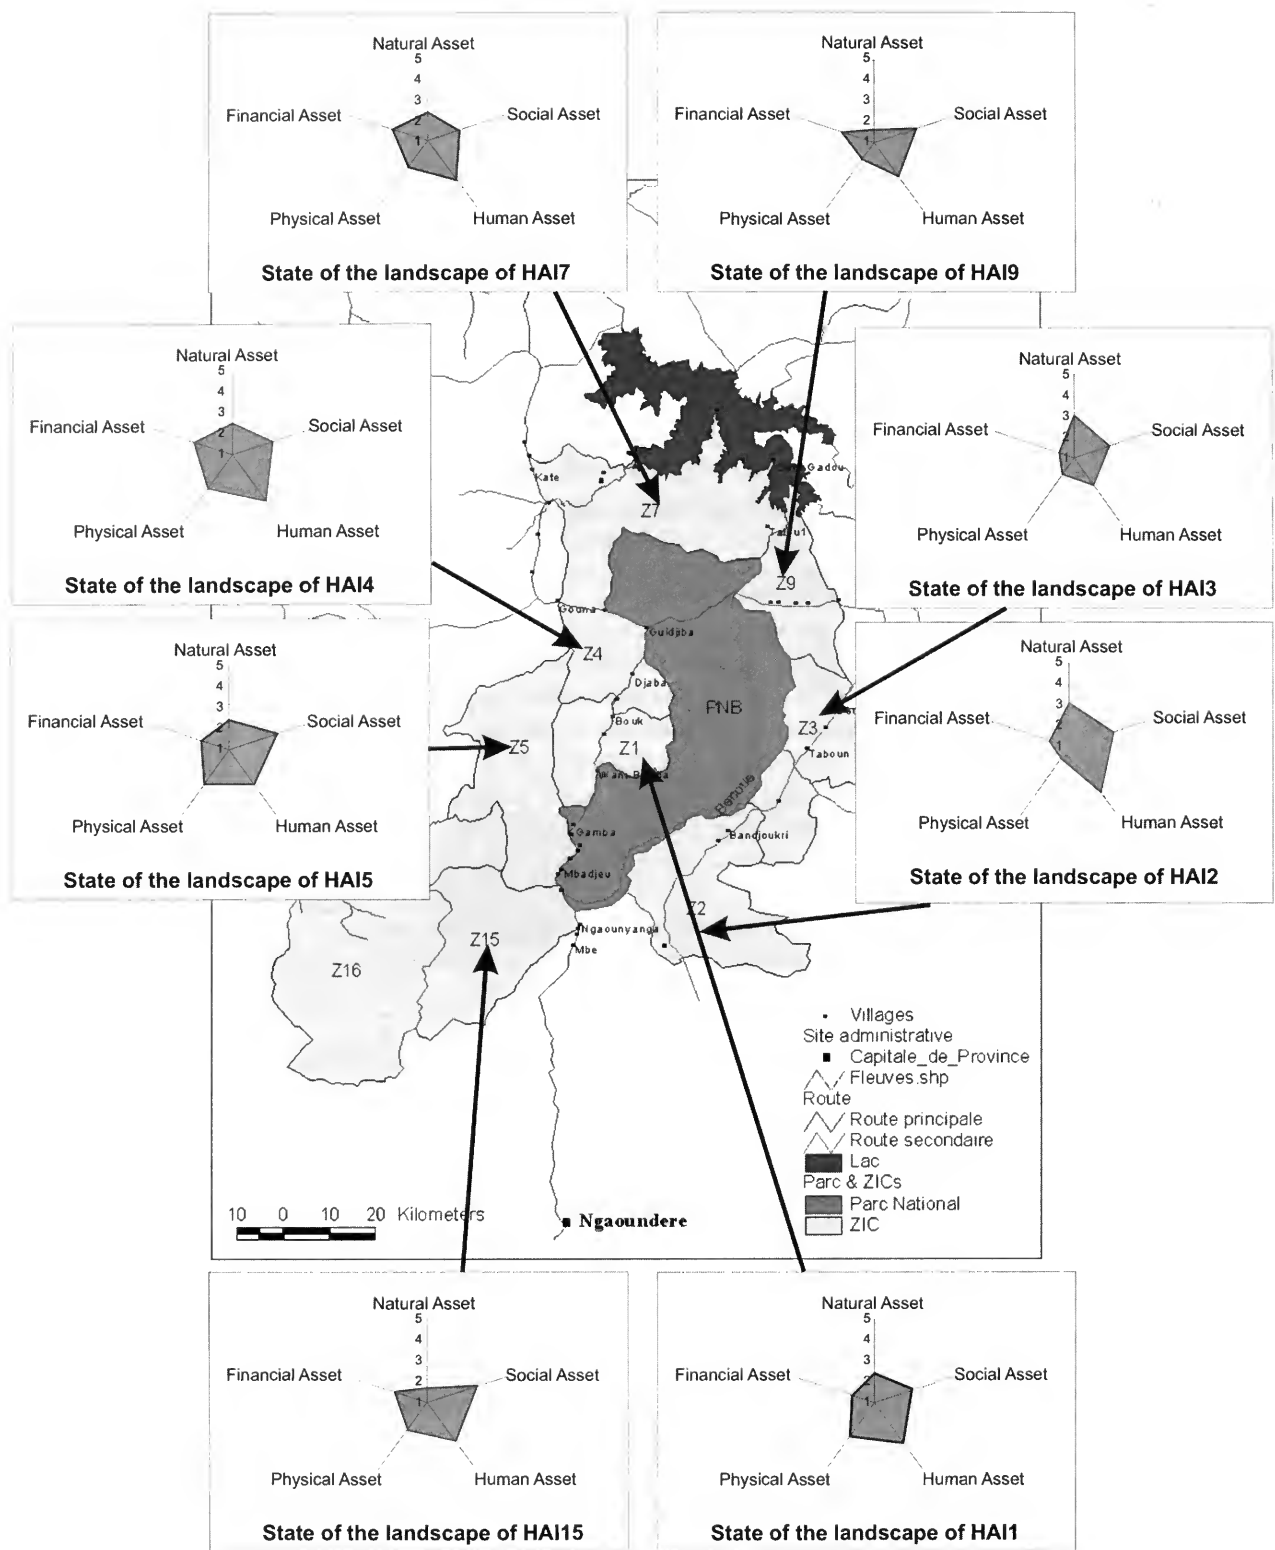 Natural Asset
5
4
3
2
1
Financial Asset
Social Asset
Physical Asset
Human Asset
State of the landscape of HAI7
Natural Asset
5
4
3
2
1
Financial Asset
Social Asset
Physical Asset
Human Asset
State of the landscape of HAI9
Natural Asset
5
4
3
2
1
Financial Asset
Social Asset
Physical Asset
Human Asset
State of the landscape of HAI4
Natural Asset
5
4
3
2
1
Financial Asset
Social Asset
Physical Asset
Human Asset
State of the landscape of HAI3
Natural Asset
5
4
3
2
1
Financial Asset
Social Asset
Physical Asset
Human Asset
State of the landscape of HAI5
Natural Asset
5
4
3
2
1
Financial Asset
Social Asset
Physical Asset
Human Asset
State of the landscape of HAI2
Kate
Gadou
Z7
Z9
Gouna
Guidjiba
Z4
Djaba
PNB
Bouk
Z1
Z3
Taboun
Z5
Gamba
Bandjoukri
Mbadjeu
Z2
Ngaounyanga
Mbe
Z15
Z16
Villages
Site administrative
Capitale_de_Province
Fleuves.shp
Route
Route principale
Route secondaire
Lac
Parc & ZICs
Parc National
ZIC
10 0 10 20 Kilometers
Ngaoundere
Natural Asset
5
4
3
2
1
Financial Asset
Social Asset
Physical Asset
Human Asset
State of the landscape of HAI15
Natural Asset
5
4
3
2
1
Financial Asset
Social Asset
Physical Asset
Human Asset
State of the landscape of HAI1